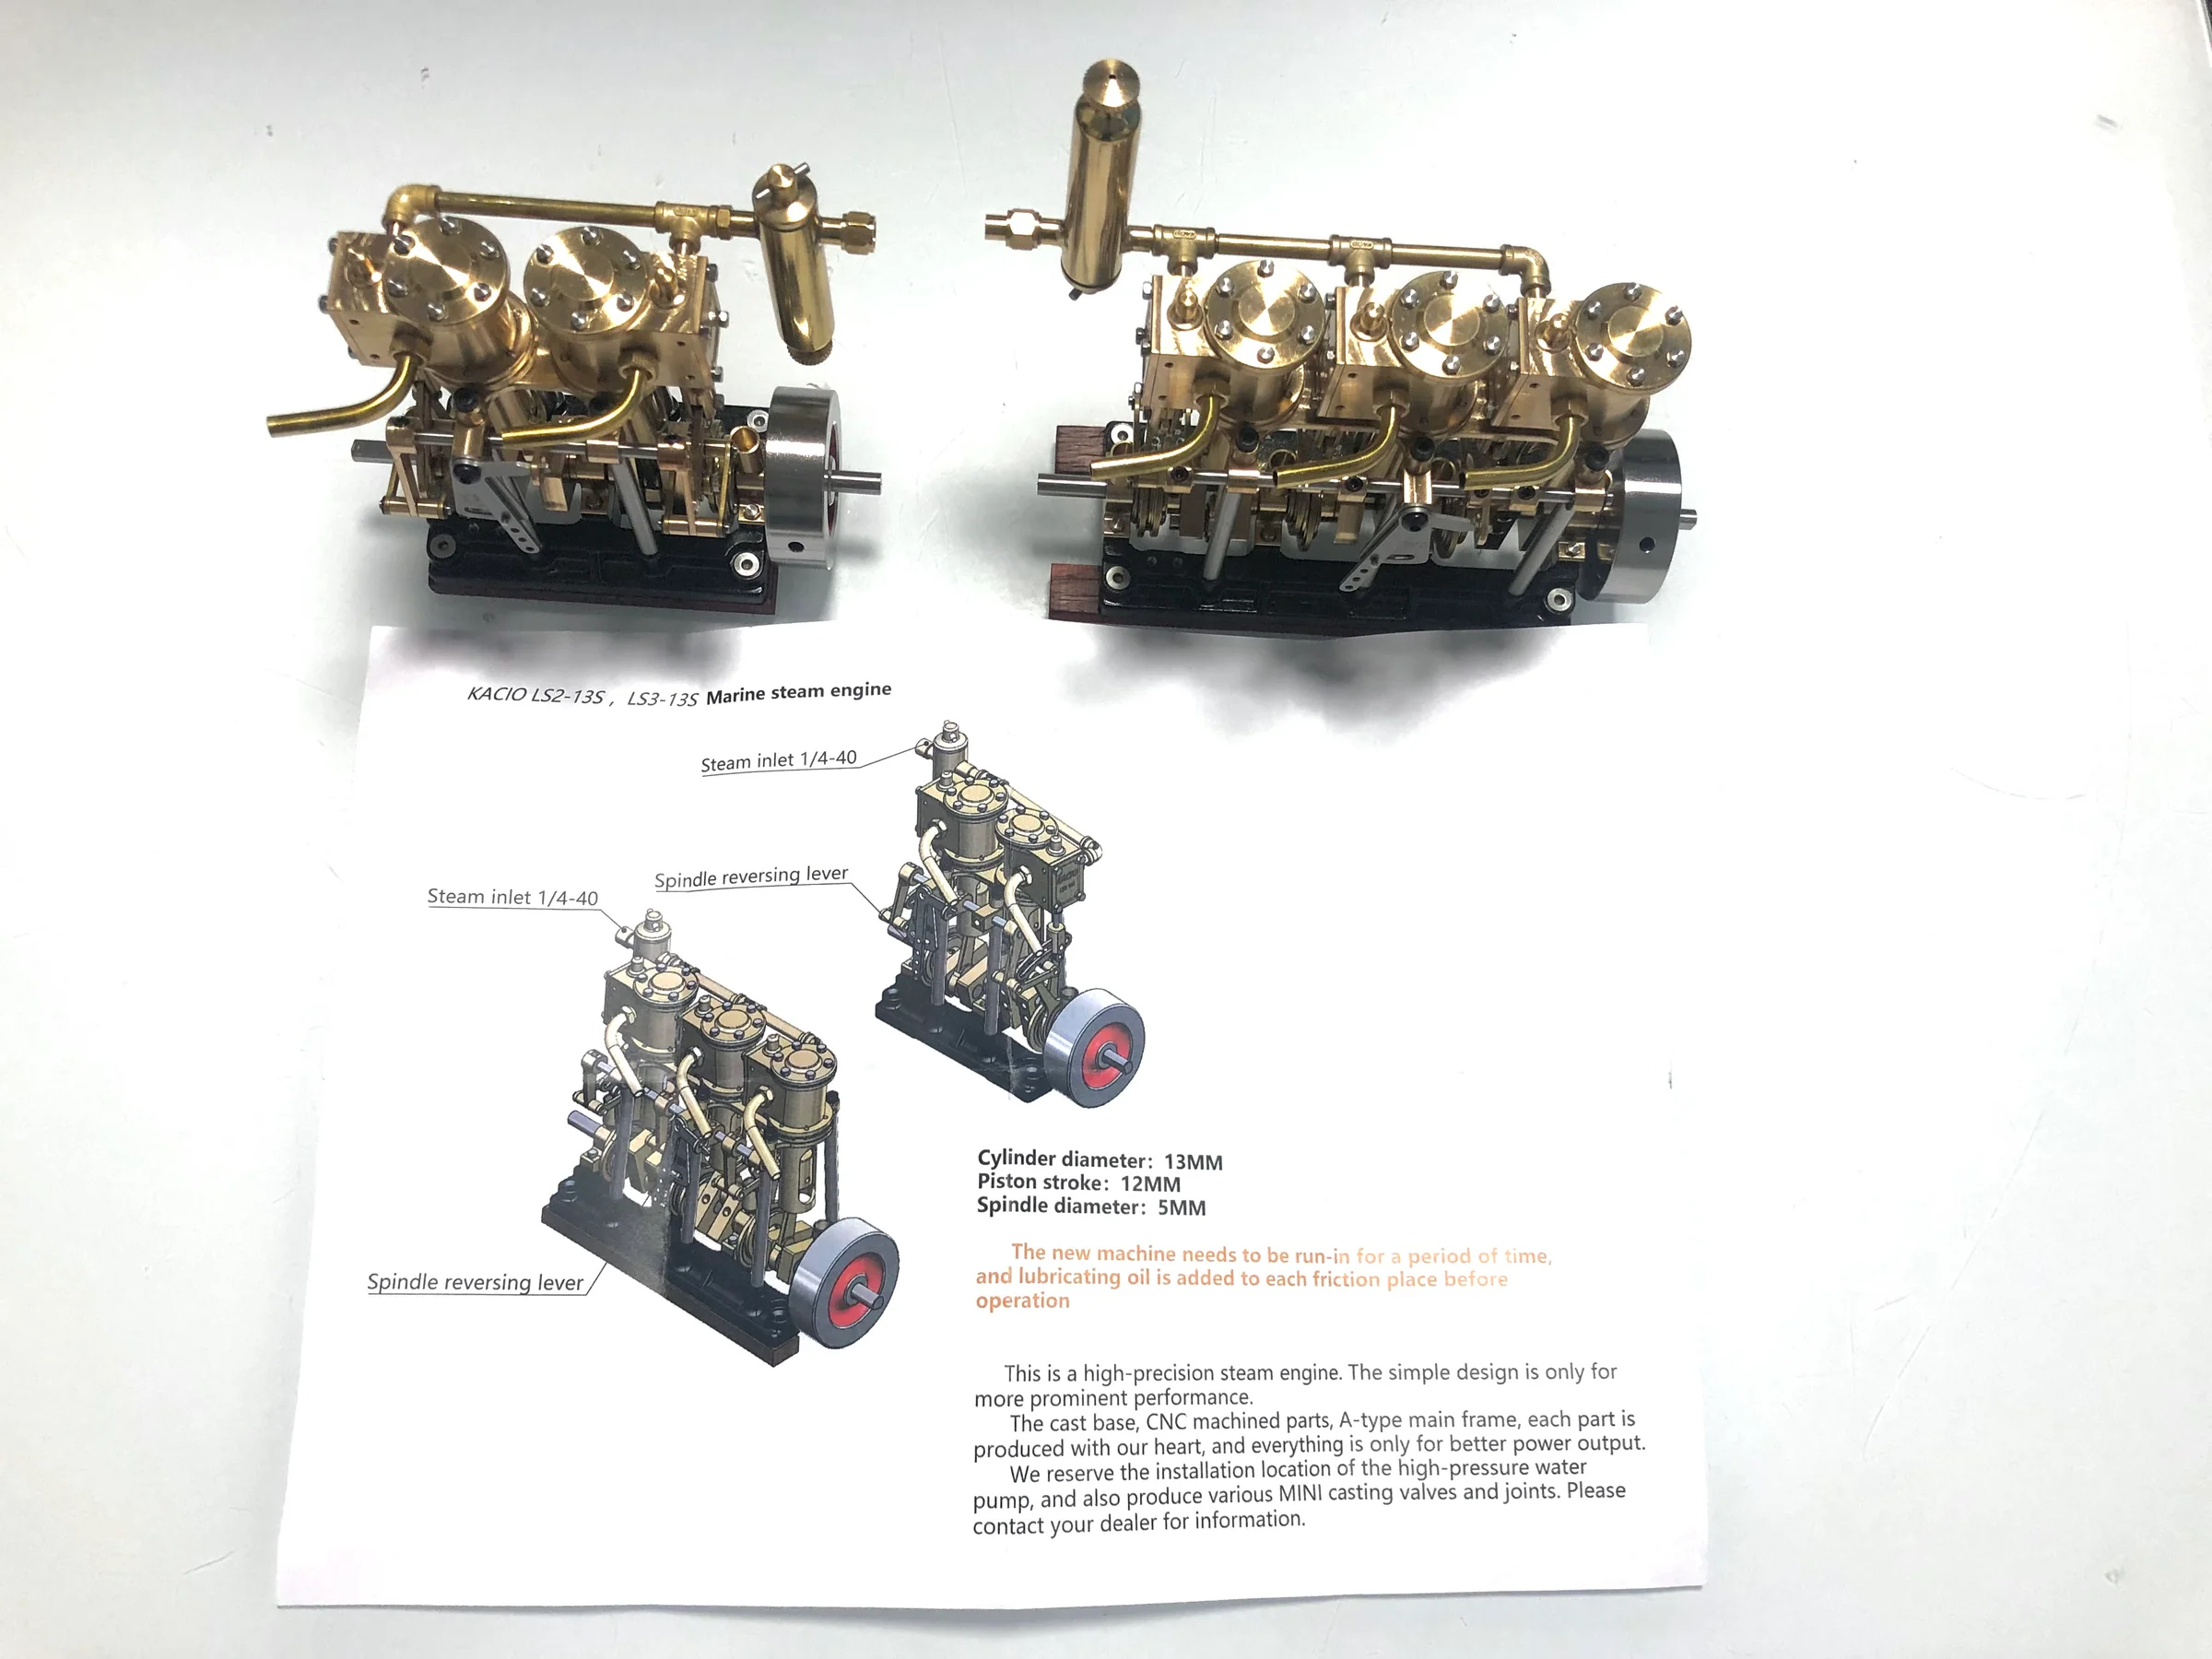 KACIO LS2-13S , LS3-13S Marine steam engine
Steam inlet 1/4-40
Spindle reversing lever
Steam inlet 1/4-40
Spindle reversing lever
Cylinder diameter: 13MM
Piston stroke: 12MM
Spindle diameter: 5MM
The new machine needs to be run-in for a period of time,
and lubricating oil is added to each friction place before
operation
This is a high-precision steam engine. The simple design is only for
more prominent performance.
The cast base, CNC machined parts, A-type main frame, each part is
produced with our heart, and everything is only for better power output.
We reserve the installation location of the high-pressure water
pump, and also produce various MINI casting valves and joints. Please
contact your dealer for information.